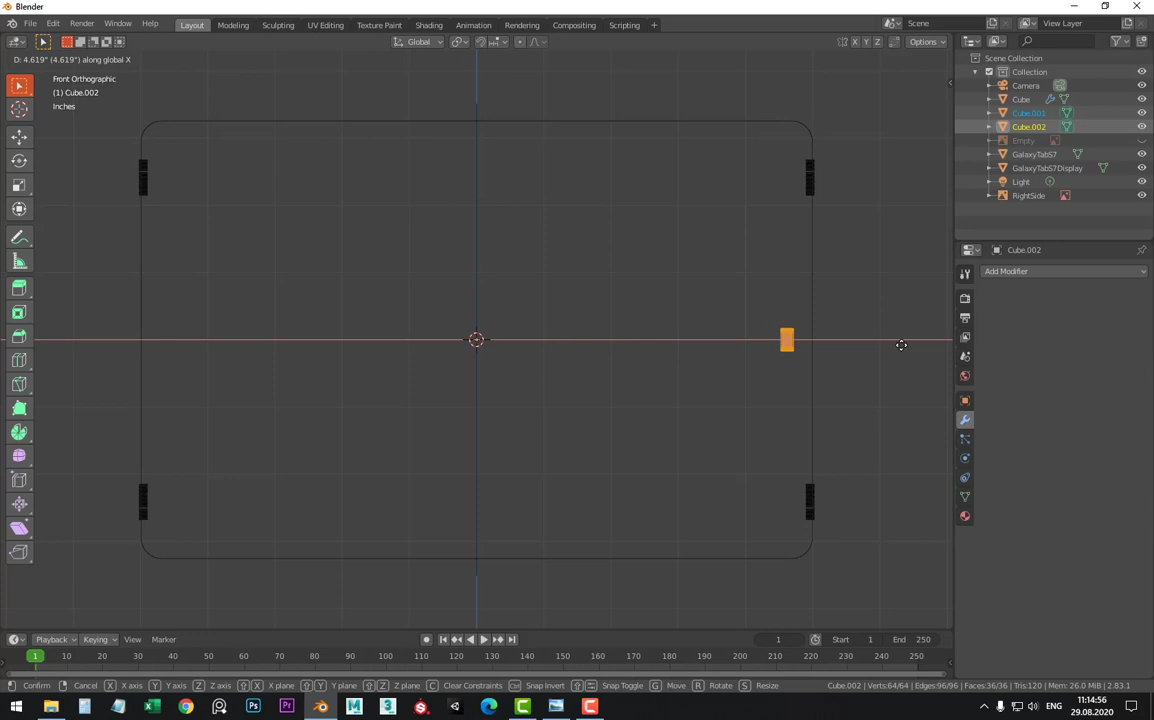 Blender
File Edit Render Window Help
Layout Modeling Sculpting UV Editing Texture Paint Shading Animation Rendering Compositing Scripting +
Scene
View Layer
Global
X Y Z
Options
D: 4.619" (4.619") along global X
Front Orthographic
(1) Cube.002
Inches
Scene Collection
Collection
Camera
Cube
Cube.001
Cube.002
Empty
GalaxyTabS7
GalaxyTabS7Display
Light
RightSide
Cube.002
Add Modifier
Playback Keying View Marker
1 Start 1 End 250
1 10 20 30 40 50 60 70 80 90 100 110 120 130 140 150 160 170 180 190 200 210 220 230 240 250
Confirm Cancel X X axis Y Y axis Z Z axis X X plane Y Y plane Z Z plane C Clear Constraints Ctrl Snap Invert Snap Toggle G Move R Rotate S Resize Cube.002 | Verts:64/64 | Edges:96/96 | Faces:36/36 | Tris:120 | Mem: 26.0 MiB | 2.83.1
ENG
11:14:56
29.08.2020